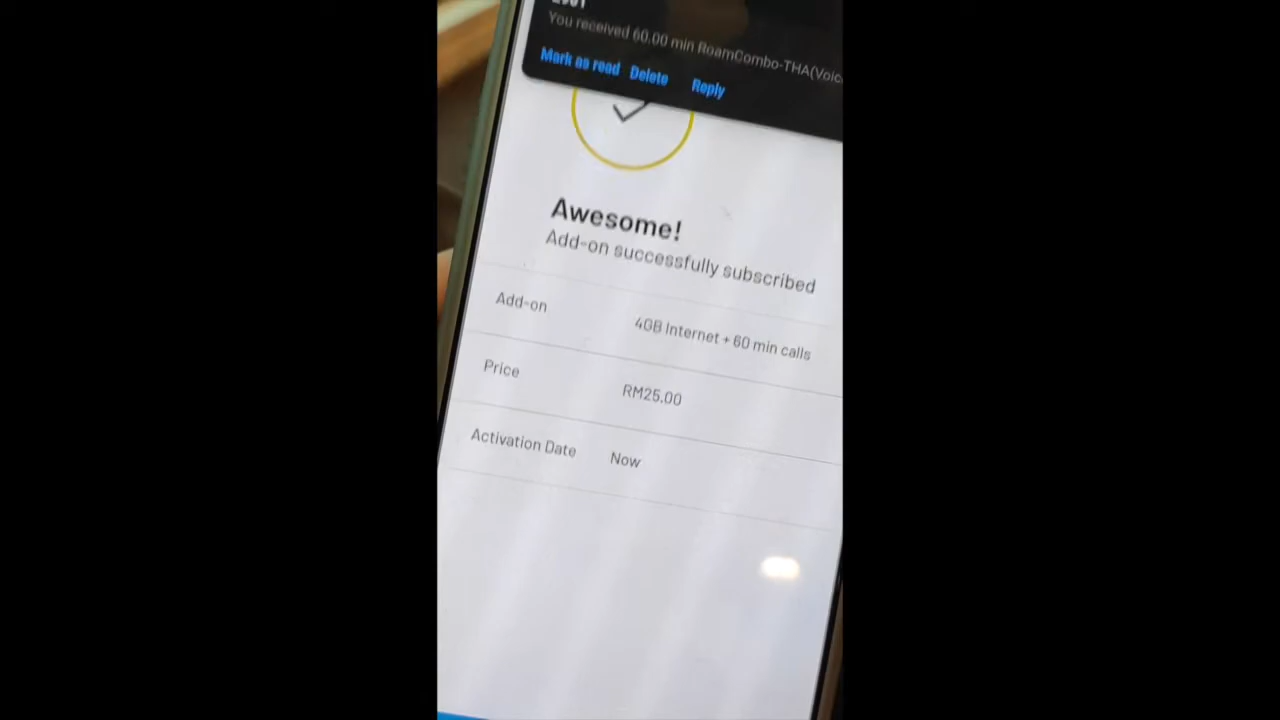 You received 60.00 min RoamCombo-THA(Voic
Mark as read Delete Reply
Awesome!
Add-on successfully subscribed
Add-on 4GB Internet + 60 min calls
Price RM25.00
Activation Date Now